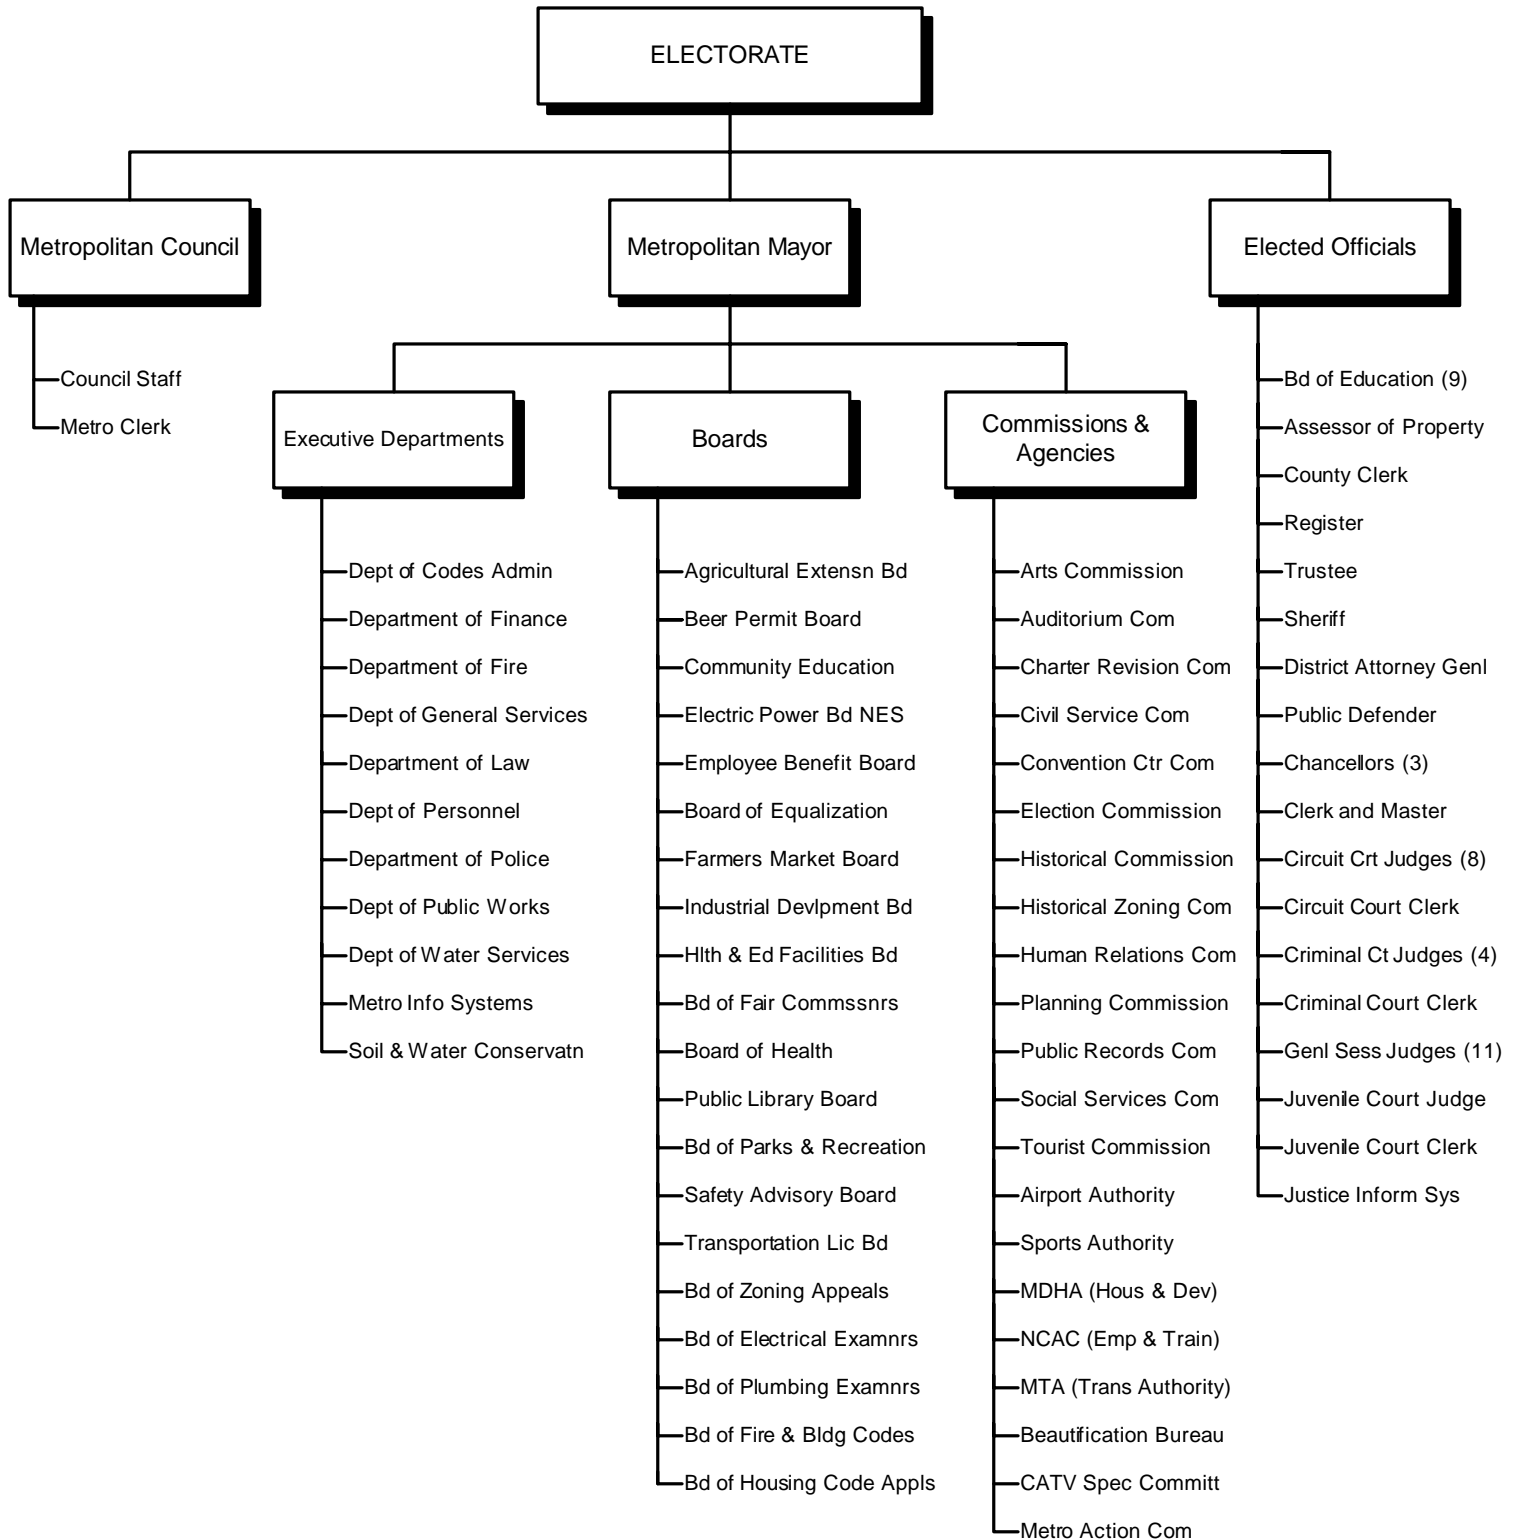 ELECTORATE
Metropolitan Council
Metropolitan Mayor
Elected Officials
Council Staff
Metro Clerk
Executive Departments
Dept of Codes Admin
Department of Finance
Department of Fire
Dept of General Services
Department of Law
Dept of Personnel
Department of Police
Dept of Public Works
Dept of Water Services
Metro Info Systems
Soil & Water Conservatn
Boards
Agricultural Extensn Bd
Beer Permit Board
Community Education
Electric Power Bd NES
Employee Benefit Board
Board of Equalization
Farmers Market Board
Industrial Devlpment Bd
Hlth & Ed Facilities Bd
Bd of Fair Commssnrs
Board of Health
Public Library Board
Bd of Parks & Recreation
Safety Advisory Board
Transportation Lic Bd
Bd of Zoning Appeals
Bd of Electrical Examnrs
Bd of Plumbing Examnrs
Bd of Fire & Bldg Codes
Bd of Housing Code Appls
Commissions &
Agencies
Arts Commission
Auditorium Com
Charter Revision Com
Civil Service Com
Convention Ctr Com
Election Commission
Historical Commission
Historical Zoning Com
Human Relations Com
Planning Commission
Public Records Com
Social Services Com
Tourist Commission
Airport Authority
Sports Authority
MDHA (Hous & Dev)
NCAC (Emp & Train)
MTA (Trans Authority)
Beautification Bureau
CATV Spec Committ
Metro Action Com
Bd of Education (9)
Assessor of Property
County Clerk
Register
Trustee
Sheriff
District Attorney Genl
Public Defender
Chancellors (3)
Clerk and Master
Circuit Crt Judges (8)
Circuit Court Clerk
Criminal Ct Judges (4)
Criminal Court Clerk
Genl Sess Judges (11)
Juvenile Court Judge
Juvenile Court Clerk
Justice Inform Sys